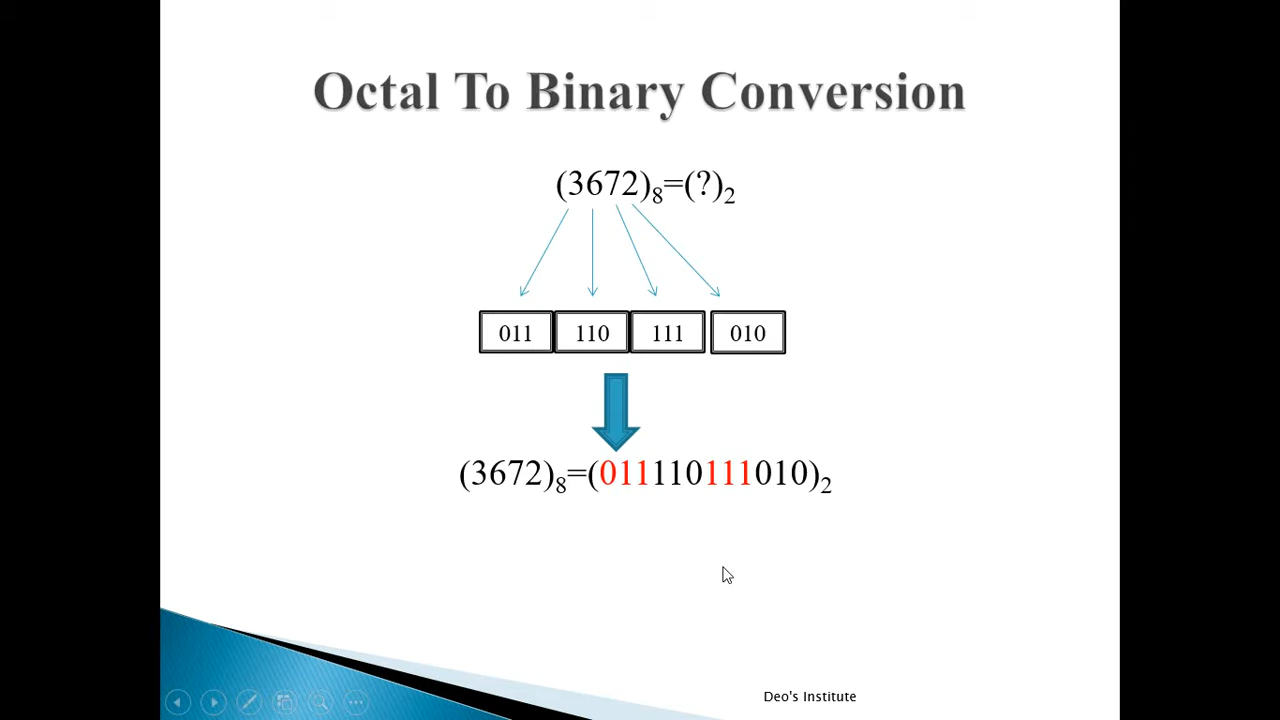 Octal To Binary Conversion
(3672)₈=(?)₂
011 110 111 010
(3672)₈=(011110111010)₂
Deo's Institute